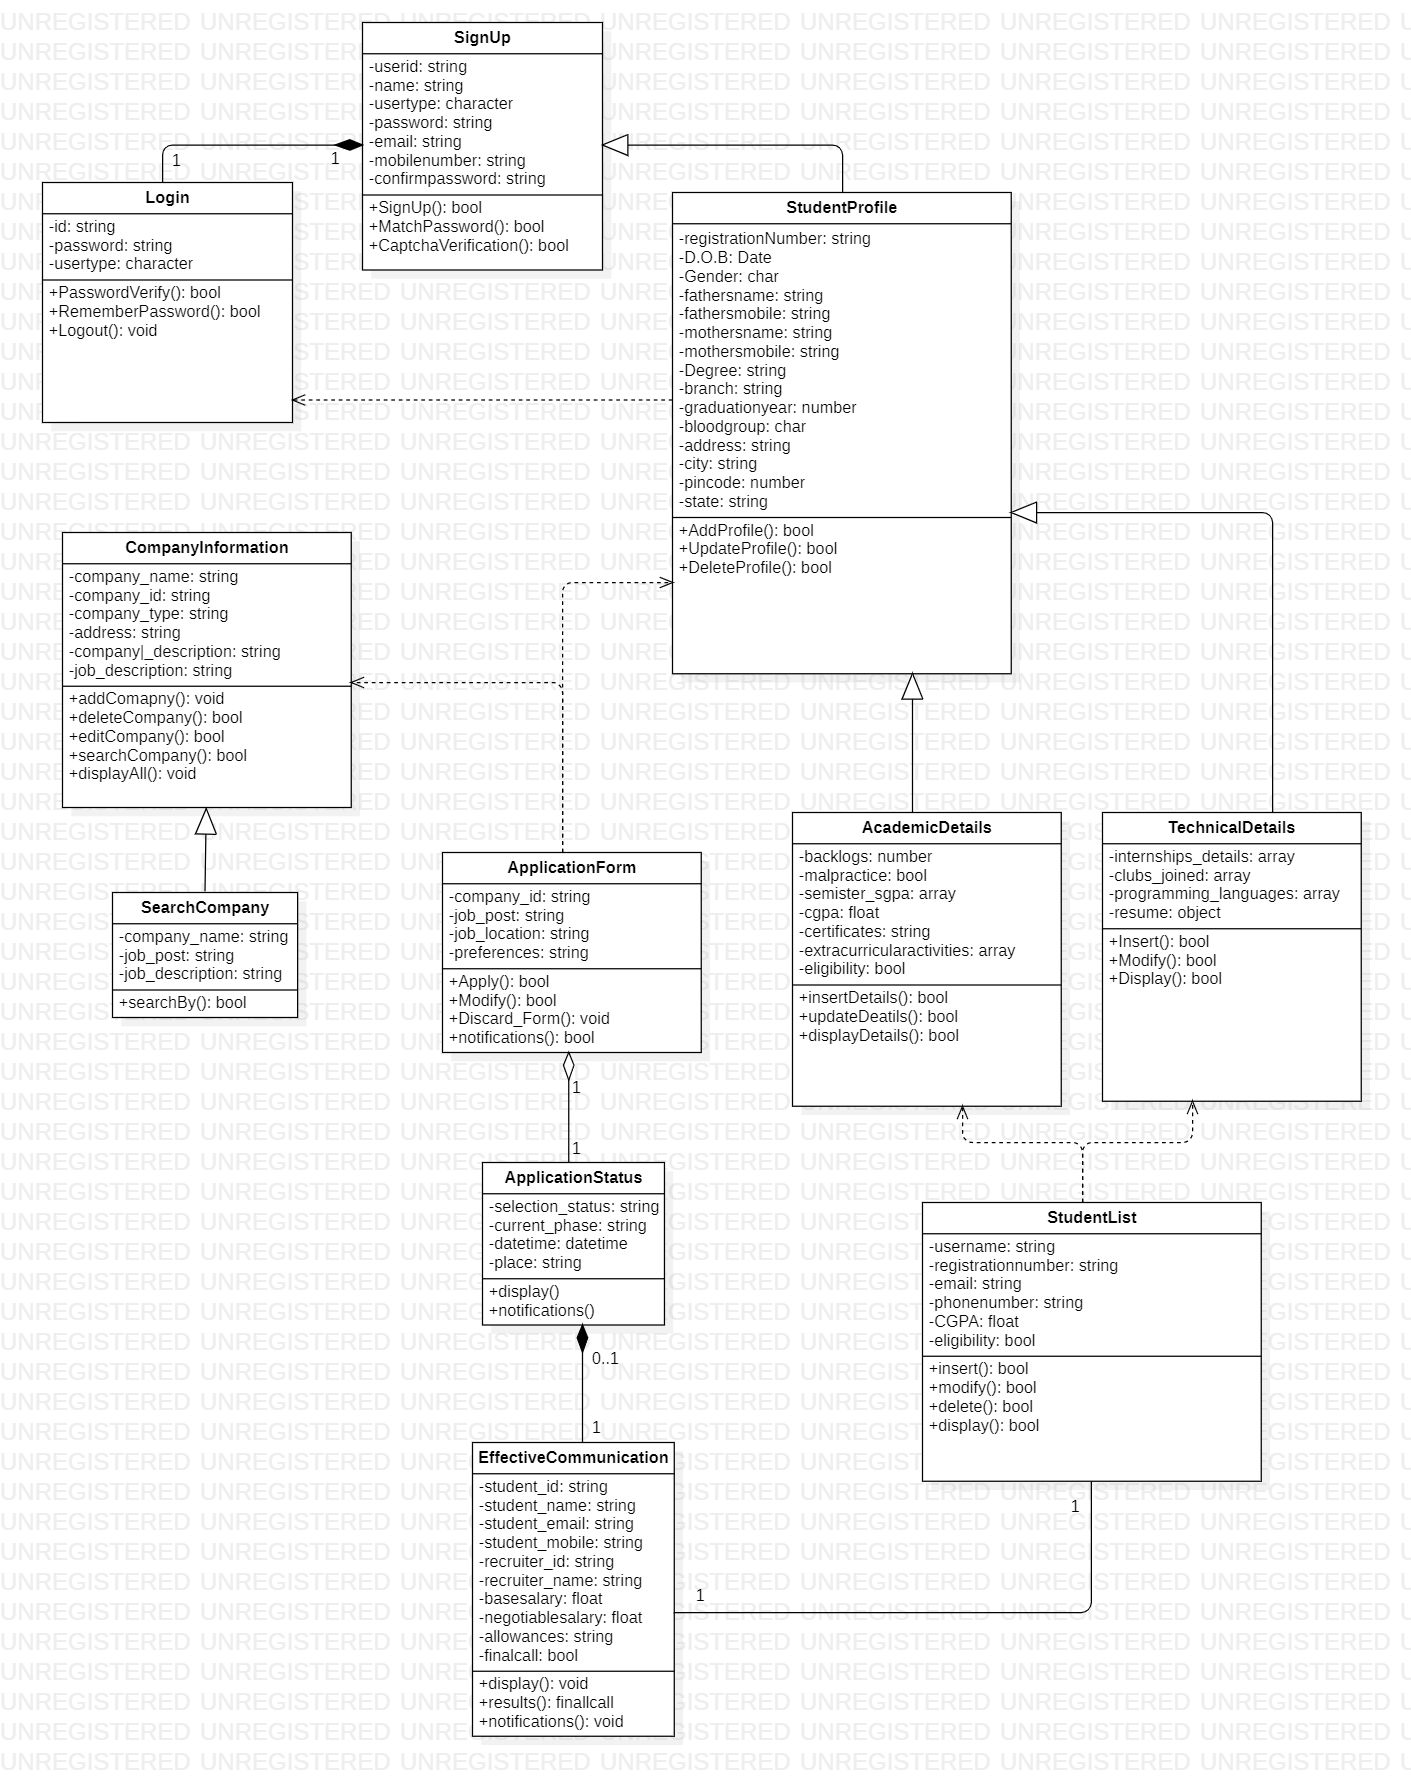 SignUp
-userid: string
-name: string
-usertype: character
-password: string
-email: string
-mobilenumber: string
-confirmpassword: string
+SignUp(): bool
+MatchPassword(): bool
+CaptchaVerification(): bool
1
1
Login
-id: string
-password: string
-usertype: character
+PasswordVerify(): bool
+RememberPassword(): bool
+Logout(): void
StudentProfile
-registrationNumber: string
-D.O.B: Date
-Gender: char
-fathersname: string
-fathersmobile: string
-mothersname: string
-mothersmobile: string
-Degree: string
-branch: string
-graduationyear: number
-bloodgroup: char
-address: string
-city: string
-pincode: number
-state: string
+AddProfile(): bool
+UpdateProfile(): bool
+DeleteProfile(): bool
CompanyInformation
-company_name: string
-company_id: string
-company_type: string
-address: string
-company|_description: string
-job_description: string
+addComapny(): void
+deleteCompany(): bool
+editCompany(): bool
+searchCompany(): bool
+displayAll(): void
SearchCompany
-company_name: string
-job_post: string
-job_description: string
+searchBy(): bool
ApplicationForm
-company_id: string
-job_post: string
-job_location: string
-preferences: string
+Apply(): bool
+Modify(): bool
+Discard_Form(): void
+notifications(): bool
AcademicDetails
-backlogs: number
-malpractice: bool
-semister_sgpa: array
-cgpa: float
-certificates: string
-extracurricularactivities: array
-eligibility: bool
+insertDetails(): bool
+updateDeatils(): bool
+displayDetails(): bool
TechnicalDetails
-internships_details: array
-clubs_joined: array
-programming_languages: array
-resume: object
+Insert(): bool
+Modify(): bool
+Display(): bool
1
1
ApplicationStatus
-selection_status: string
-current_phase: string
-datetime: datetime
-place: string
+display()
+notifications()
0..1
1
StudentList
-username: string
-registrationnumber: string
-email: string
-phonenumber: string
-CGPA: float
-eligibility: bool
+insert(): bool
+modify(): bool
+delete(): bool
+display(): bool
1
1
EffectiveCommunication
-student_id: string
-student_name: string
-student_email: string
-student_mobile: string
-recruiter_id: string
-recruiter_name: string
-basesalary: float
-negotiablesalary: float
-allowances: string
-finalcall: bool
+display(): void
+results(): finallcall
+notifications(): void
UNREGISTERED